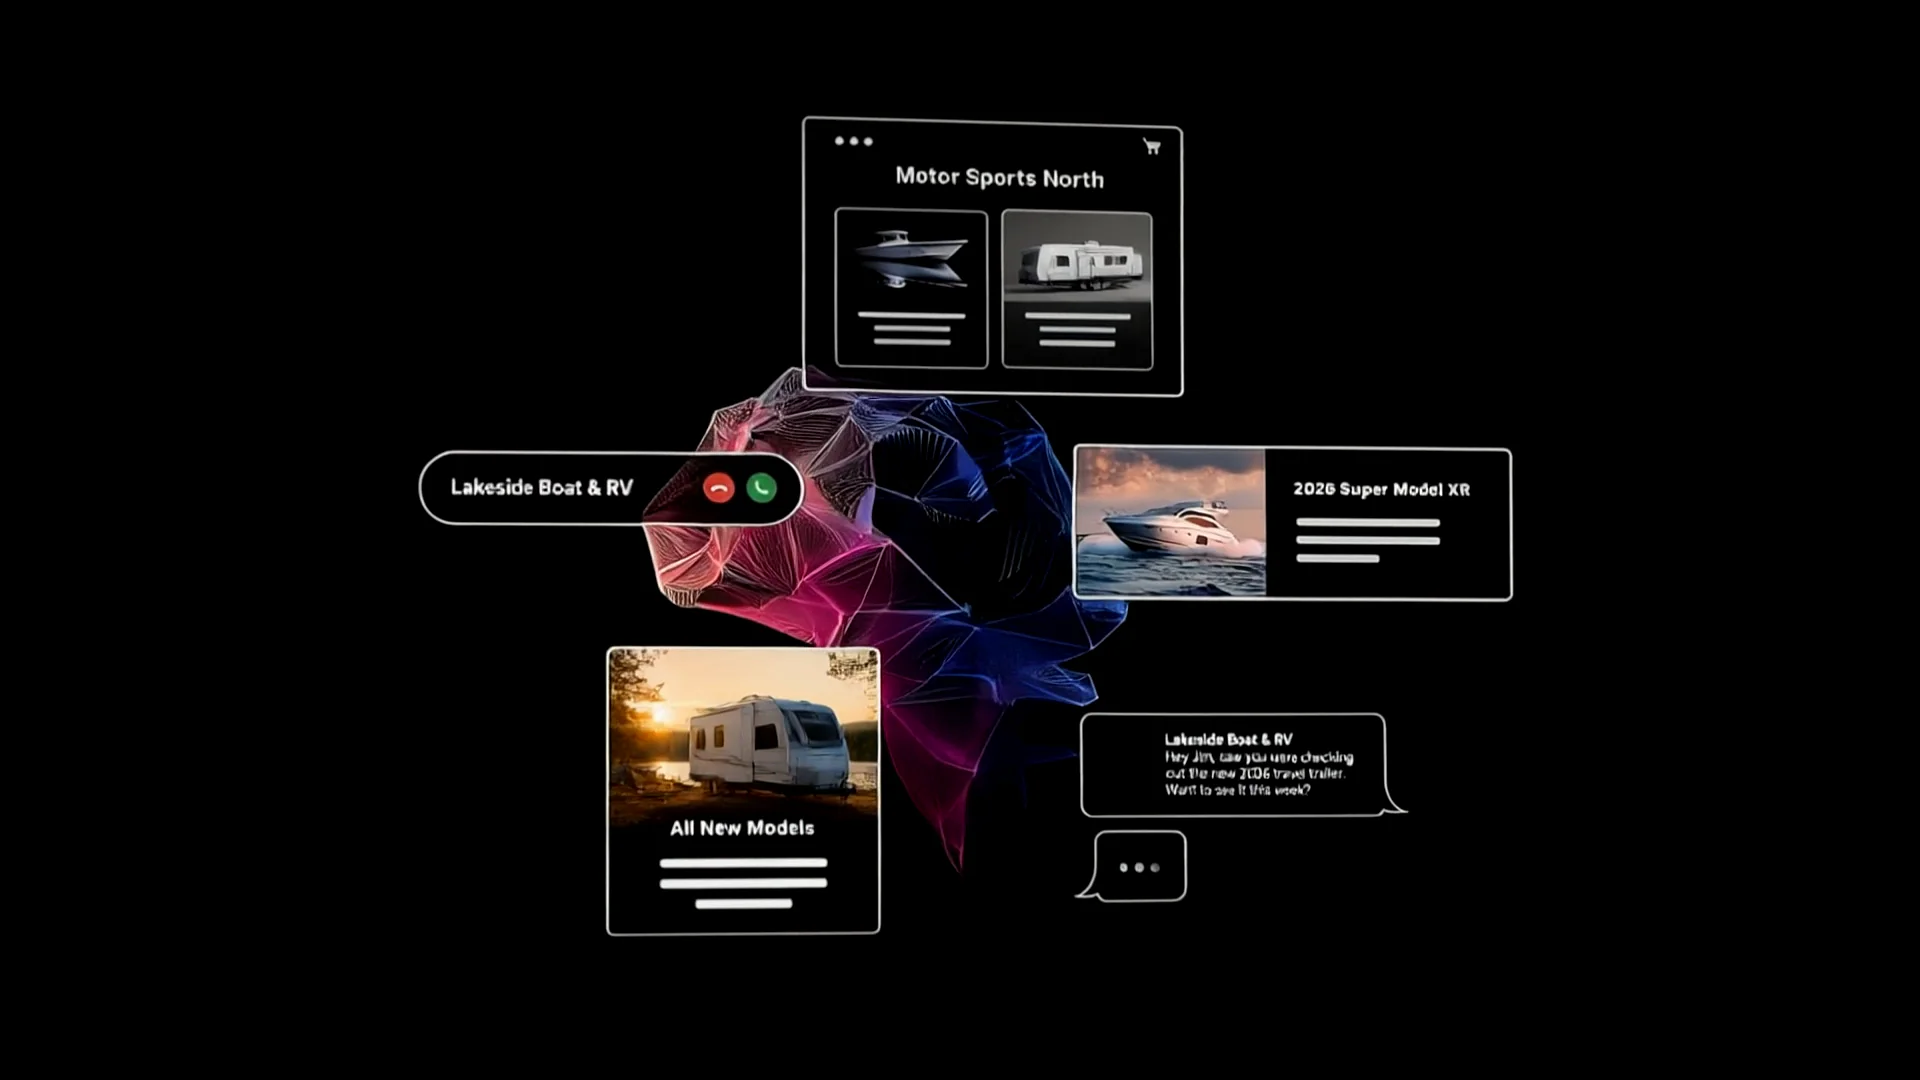 Motor Sports North
Lakeside Boat & RV
2026 Super Model XR
All New Models
Lakeside Boat & RV
Hey Jim, saw you were checking
out the new 2026 travel trailer.
Want to see it this week?